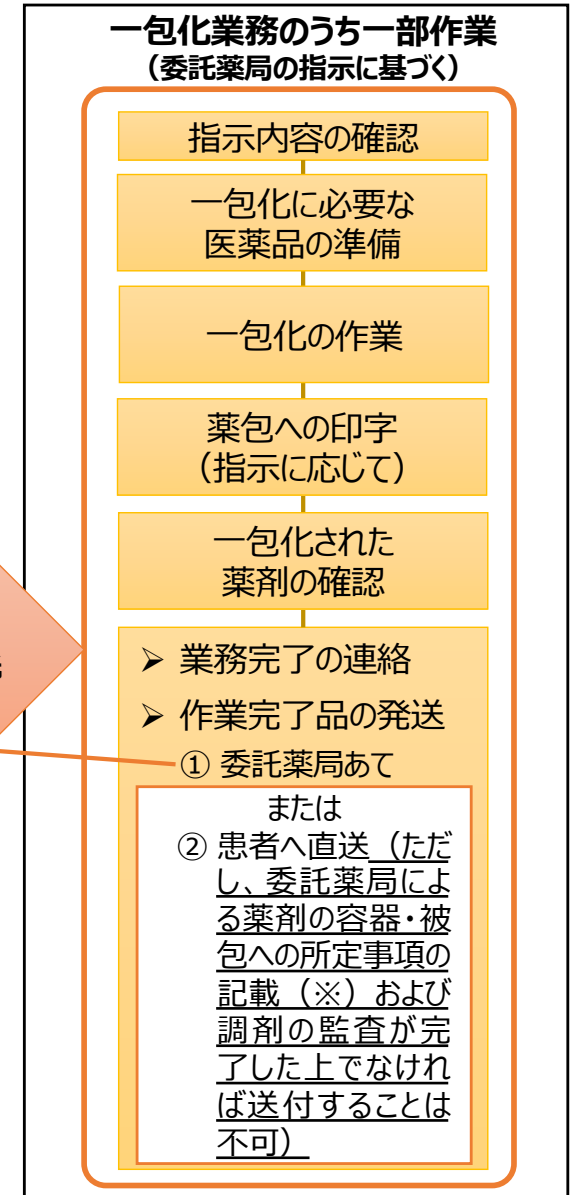 一包化業務のうち一部作業
（委託薬局の指示に基づく）
指示内容の確認
一包化に必要な
医薬品の準備
一包化の作業
薬包への印字
（指示に応じて）
一包化された
薬剤の確認
➢ 業務完了の連絡
➢ 作業完了品の発送
① 委託薬局あて
または
② 患者へ直送（ただ
し、委託薬局によ
る薬剤の容器・被
包への所定事項の
記載（※）および
調剤の監査が完
了した上でなけれ
ば送付することは
不可）